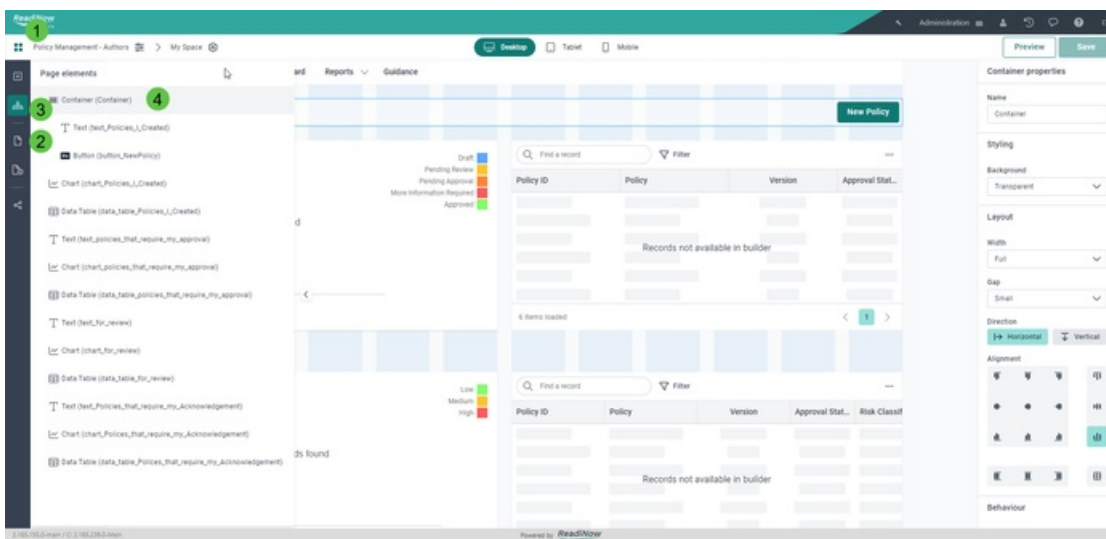 ReadiNow
1
Administration
Policy Management - Authors > My Space
Desktop
Tablet
Mobile
Preview
Save
Page elements
ard
Reports
Guidance
Container properties
Container (Container)
4
3
Text (text_Policies_I_Created)
2
Button (button_NewPolicy)
Chart (chart_Policies_I_Created)
Data Table (data_table_Policies_I_Created)
Text (text_policies_that_require_my_approval)
Chart (chart_policies_that_require_my_approval)
Data Table (data_table_policies_that_require_my_approval)
Text (text_for_review)
Chart (chart_for_review)
Data Table (data_table_for_review)
Text (text_Policies_that_require_my_Acknowledgement)
Chart (chart_Polices_that_require_my_Acknowledgement)
Data Table (data_table_Polices_that_require_my_Acknowledgement)
New Policy
Draft
Pending Review
Pending Approval
More Information Required
Approved
d
Find a record
Filter
Policy ID
Policy
Version
Approval Stat...
Records not available in builder
6 items loaded
1
Low
Medium
High
ds found
Find a record
Filter
Policy ID
Policy
Version
Approval Stat...
Risk Classif
Records not available in builder
Name
Container
Styling
Background
Transparent
Layout
Width
Full
Gap
Small
Direction
Horizontal
Vertical
Alignment
Behaviour
Powered by ReadiNow